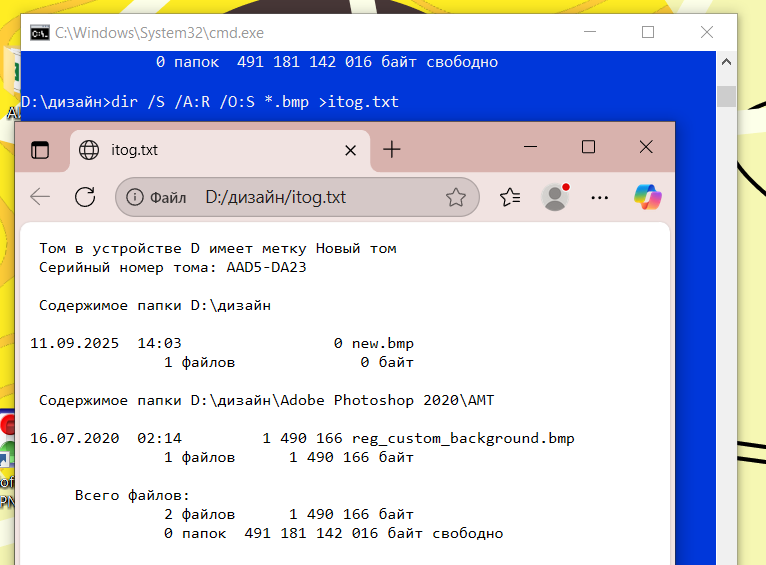 C:\Windows\System32\cmd.exe
0 папок 491 181 142 016 байт свободно
D:\дизайн>dir /S /A:R /O:S *.bmp >itog.txt
itog.txt
Файл D:/дизайн/itog.txt
Том в устройстве D имеет метку Новый том
Серийный номер тома: AAD5-DA23
Содержимое папки D:\дизайн
11.09.2025 14:03 0 new.bmp
1 файлов 0 байт
Содержимое папки D:\дизайн\Adobe Photoshop 2020\AMT
16.07.2020 02:14 1 490 166 reg_custom_background.bmp
1 файлов 1 490 166 байт
Всего файлов:
2 файлов 1 490 166 байт
0 папок 491 181 142 016 байт свободно